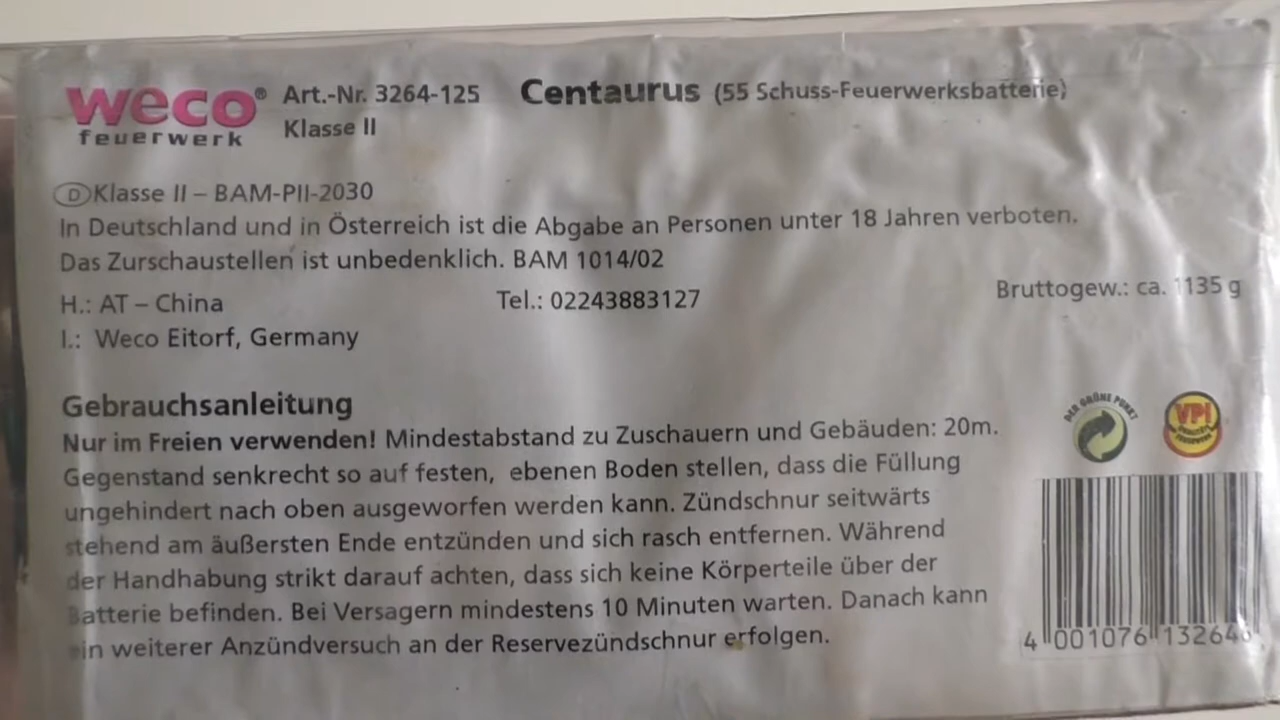 weco® Art.-Nr. 3264-125 Centaurus (55 Schuss-Feuerwerksbatterie)
feuerwerk Klasse II
D Klasse II – BAM-PII-2030
In Deutschland und in Österreich ist die Abgabe an Personen unter 18 Jahren verboten.
Das Zurschaustellen ist unbedenklich. BAM 1014/02
H.: AT – China Tel.: 02243883127 Bruttogew.: ca. 1135 g
I.: Weco Eitorf, Germany
Gebrauchsanleitung
Nur im Freien verwenden! Mindestabstand zu Zuschauern und Gebäuden: 20m.
Gegenstand senkrecht so auf festen, ebenen Boden stellen, dass die Füllung
ungehindert nach oben ausgeworfen werden kann. Zündschnur seitwärts
stehend am äußersten Ende entzünden und sich rasch entfernen. Während
der Handhabung strikt darauf achten, dass sich keine Körperteile über der
Batterie befinden. Bei Versagern mindestens 10 Minuten warten. Danach kann
ein weiterer Anzündversuch an der Reservezündschnur erfolgen.
DER GRÜNE PUNKT
VPI
4 001076 13264